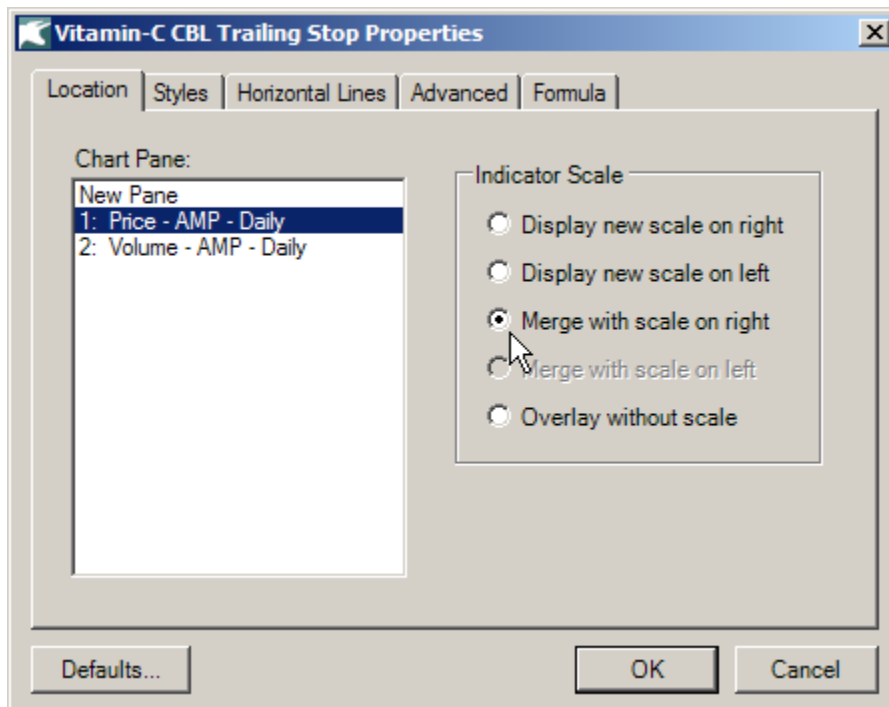 Vitamin-C CBL Trailing Stop Properties
Location Styles Horizontal Lines Advanced Formula
Chart Pane:
New Pane
1: Price - AMP - Daily
2: Volume - AMP - Daily
Indicator Scale
Display new scale on right
Display new scale on left
Merge with scale on right
Merge with scale on left
Overlay without scale
Defaults... OK Cancel